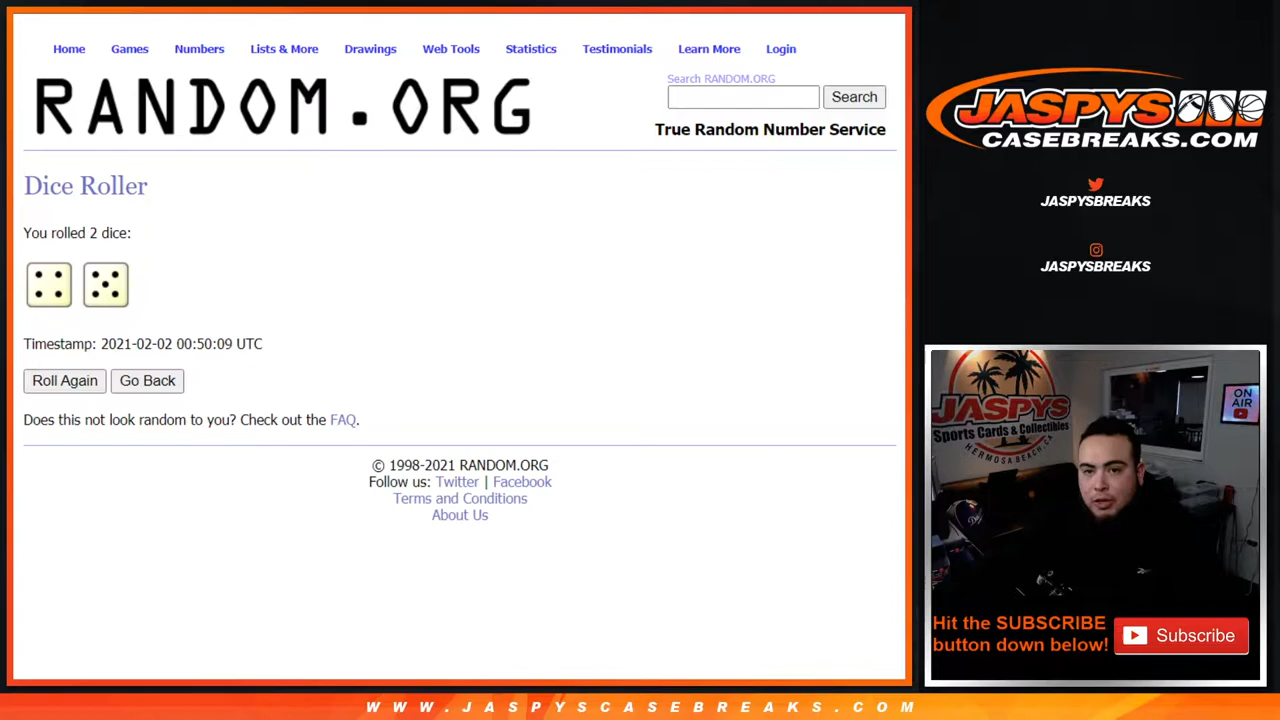 Home Games Numbers Lists & More Drawings Web Tools Statistics Testimonials Learn More Login
RANDOM.ORG
Search RANDOM.ORG
Search
True Random Number Service
Dice Roller
You rolled 2 dice:
Timestamp: 2021-02-02 00:50:09 UTC
Roll Again Go Back
Does this not look random to you? Check out the FAQ.
© 1998-2021 RANDOM.ORG
Follow us: Twitter | Facebook
Terms and Conditions
About Us
JASPYS
CASEBREAKS.COM
JASPYSBREAKS
JASPYSBREAKS
JASPYS
Sports Cards & Collectibles
HERMOSA BEACH, CA
ON
AIR
Hit the SUBSCRIBE
button down below!
Subscribe
WWW.JASPYSCASEBREAKS.COM